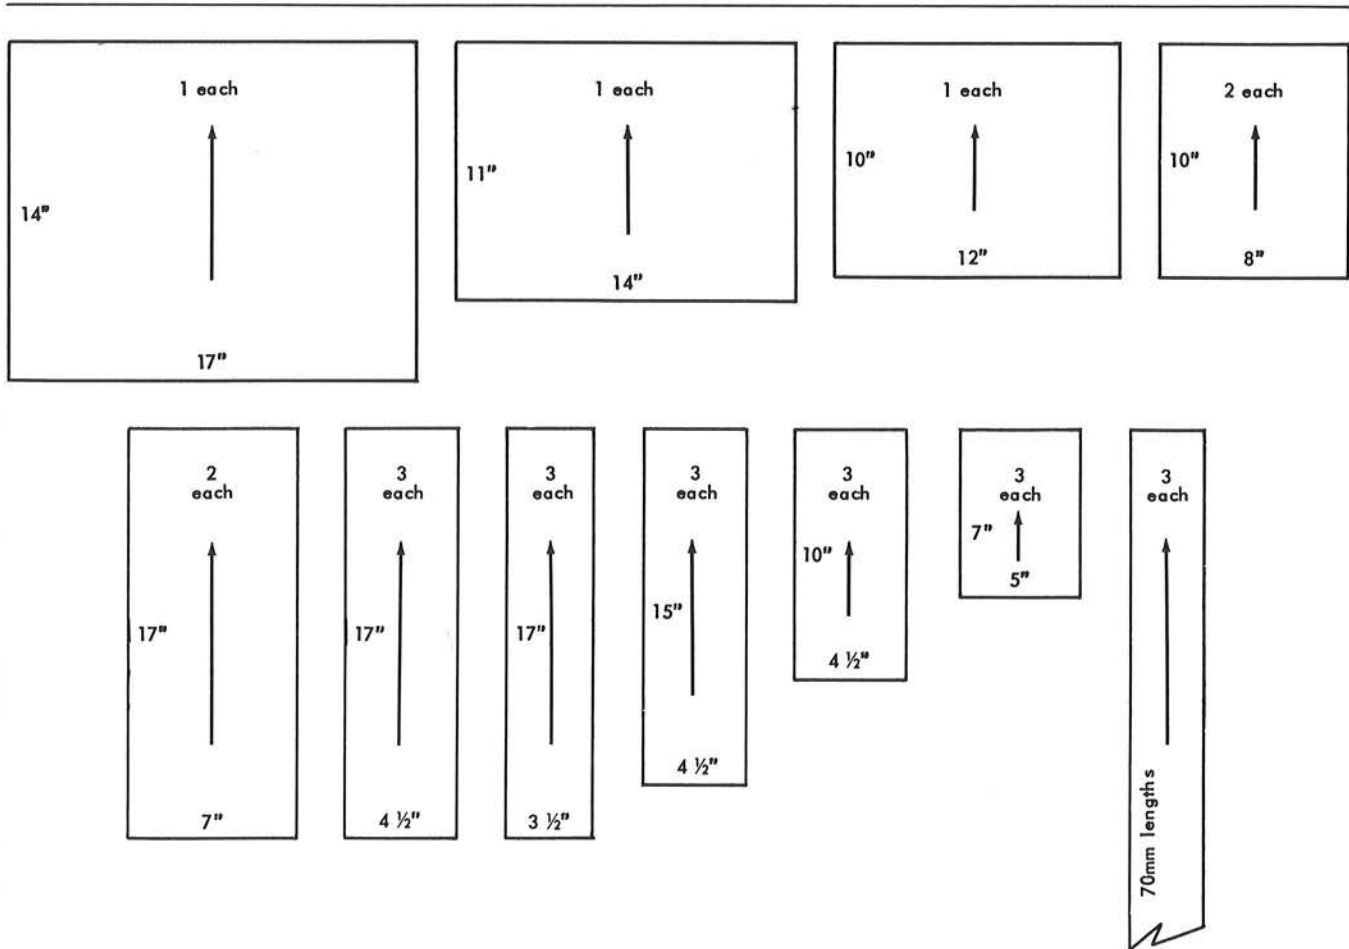 1 each
14"
17"
1 each
11"
14"
1 each
10"
12"
2 each
10"
8"
2
each
17"
7"
3
each
17"
4 ½"
3
each
17"
3 ½"
3
each
15"
4 ½"
3
each
10"
4 ½"
3
each
7"
5"
3
each
70mm lengths